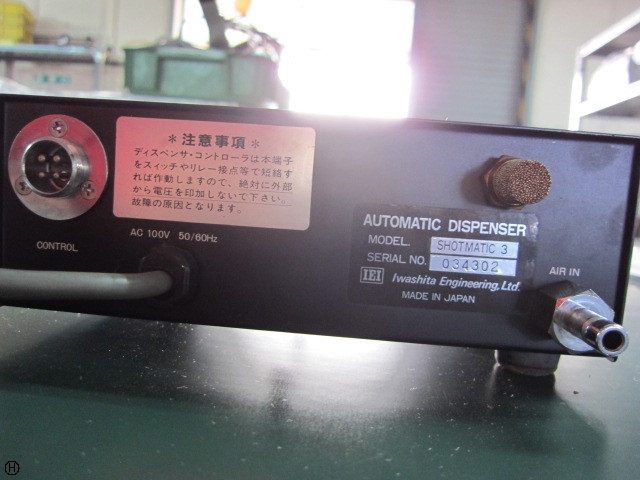 ＊注意事項＊
ディスペンサ・コントローラは本端子
をスイッチやリレー接点等で短絡す
れば作動しますので、絶対に外部
から電圧を印加しないで下さい。
故障の原因となります。
CONTROL
AC 100V 50/60Hz
AUTOMATIC DISPENSER
MODEL. SHOTMATIC 3
SERIAL NO. 034302
IEI Iwashita Engineering, Ltd.
MADE IN JAPAN
AIR IN
H